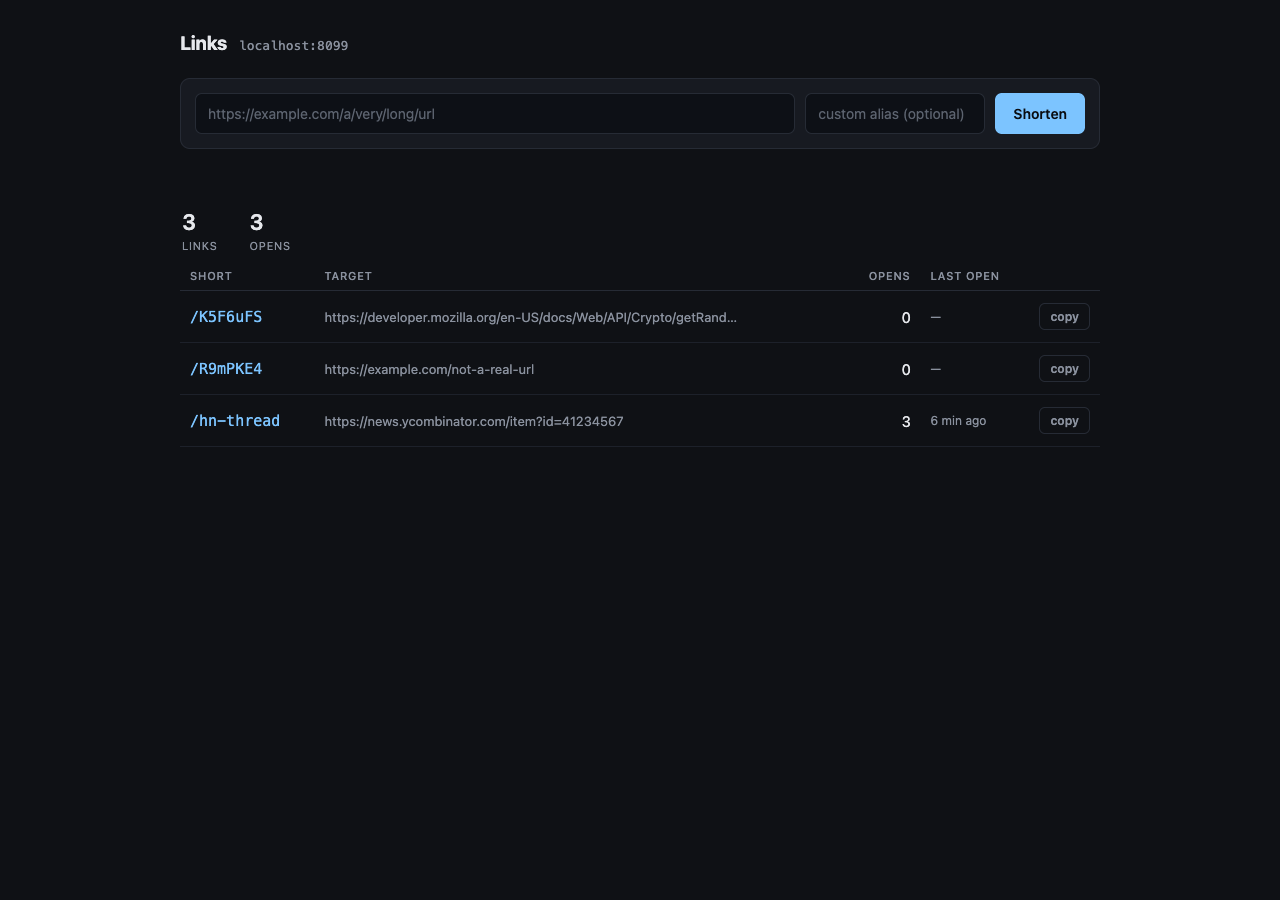 Links localhost:8099
https://example.com/a/very/long/url custom alias (optional) Shorten
3 3
LINKS OPENS
SHORT TARGET OPENS LAST OPEN
/K5F6uFS https://developer.mozilla.org/en-US/docs/Web/API/Crypto/getRand… 0 — copy
/R9mPKE4 https://example.com/not-a-real-url 0 — copy
/hn-thread https://news.ycombinator.com/item?id=41234567 3 6 min ago copy